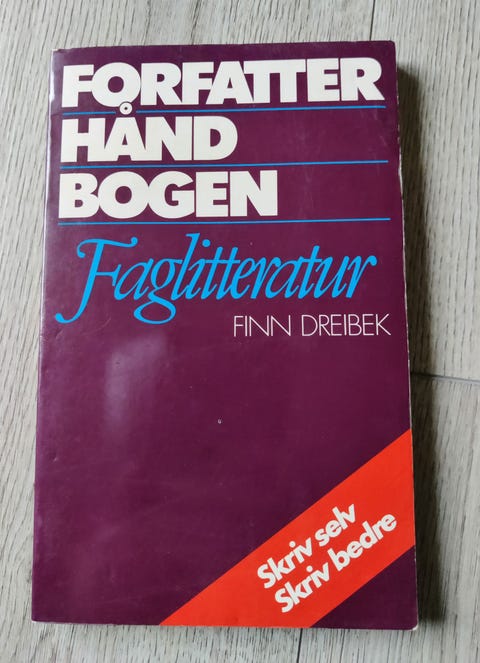 FORFATTER
HÅND
BOGEN
Faglitteratur
FINN DREIBEK
Skriv selv
Skriv bedre